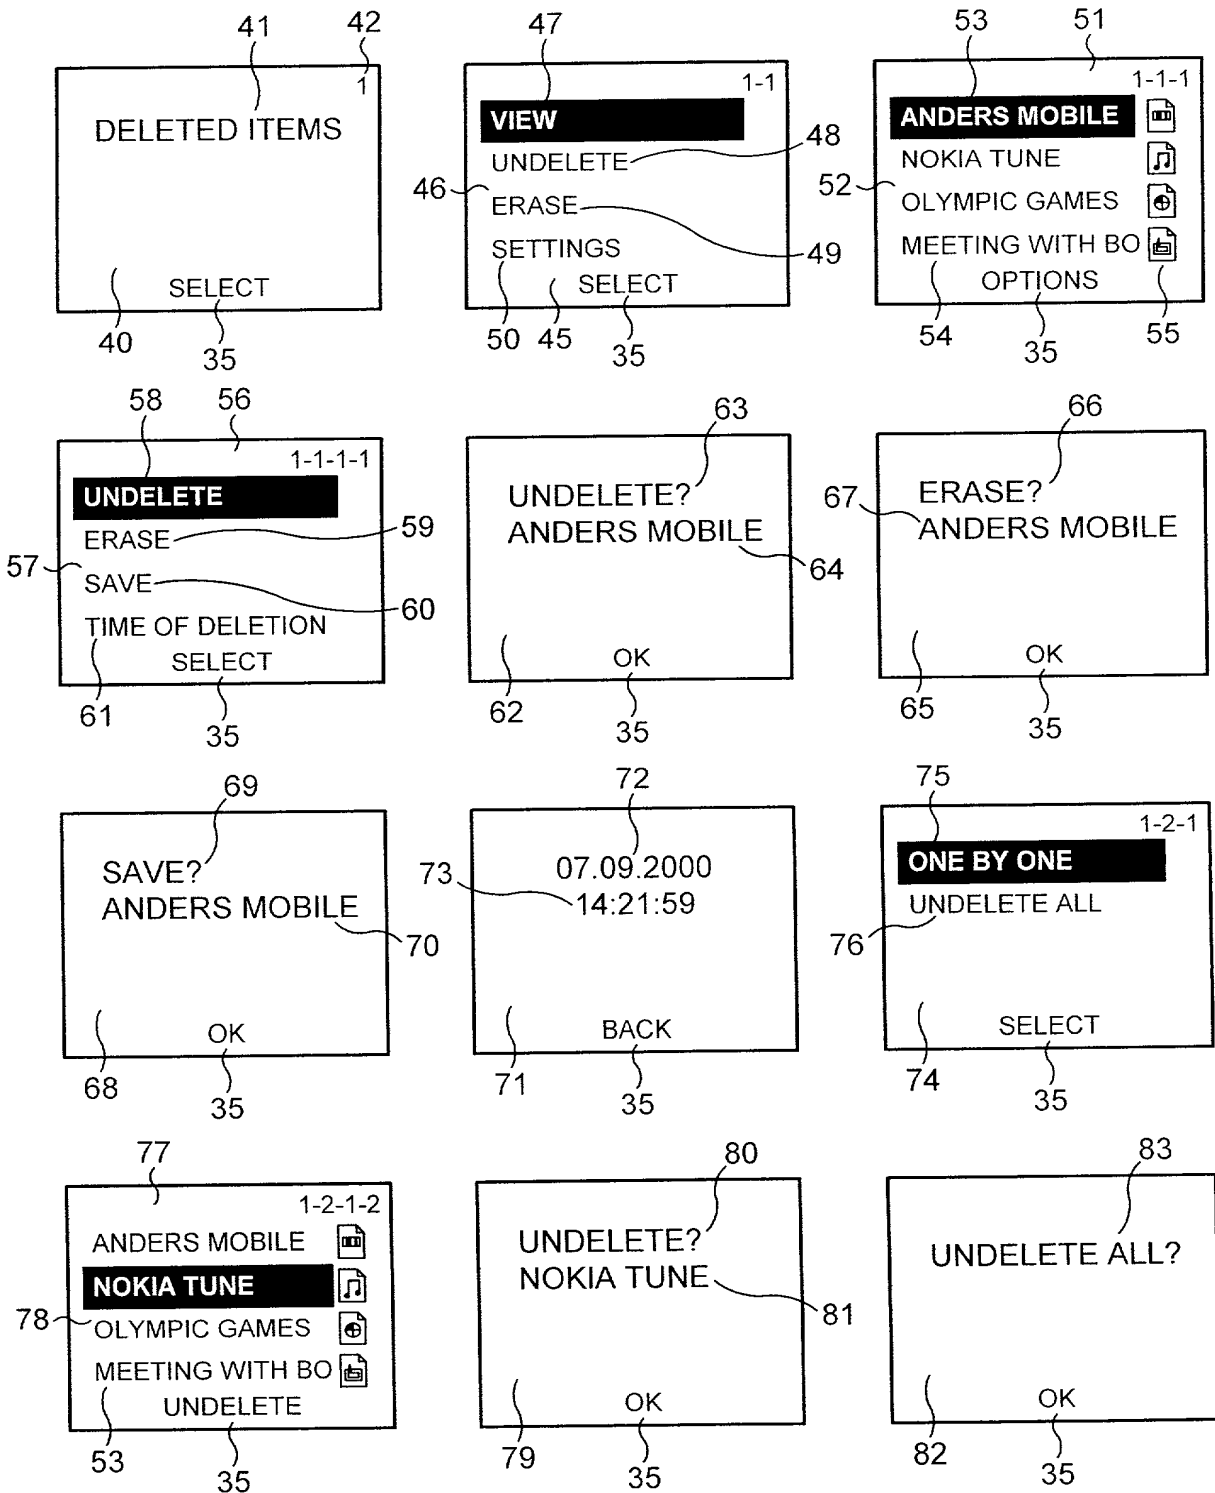 41
42
1
DELETED ITEMS
SELECT
40
35
47
1-1
VIEW
UNDELETE
48
46
ERASE
49
SETTINGS
SELECT
50
45
35
53
51
1-1-1
ANDERS MOBILE
NOKIA TUNE
52
OLYMPIC GAMES
MEETING WITH BO
OPTIONS
54
35
55
58
56
1-1-1-1
UNDELETE
ERASE
59
57
SAVE
60
TIME OF DELETION
SELECT
61
35
63
UNDELETE?
ANDERS MOBILE
64
OK
62
35
66
ERASE?
67
ANDERS MOBILE
OK
65
35
69
SAVE?
ANDERS MOBILE
70
OK
68
35
72
07.09.2000
73
14:21:59
BACK
71
35
75
1-2-1
ONE BY ONE
UNDELETE ALL
76
SELECT
74
35
77
1-2-1-2
ANDERS MOBILE
NOKIA TUNE
78
OLYMPIC GAMES
MEETING WITH BO
UNDELETE
53
35
80
UNDELETE?
NOKIA TUNE
81
OK
79
35
83
UNDELETE ALL?
OK
82
35